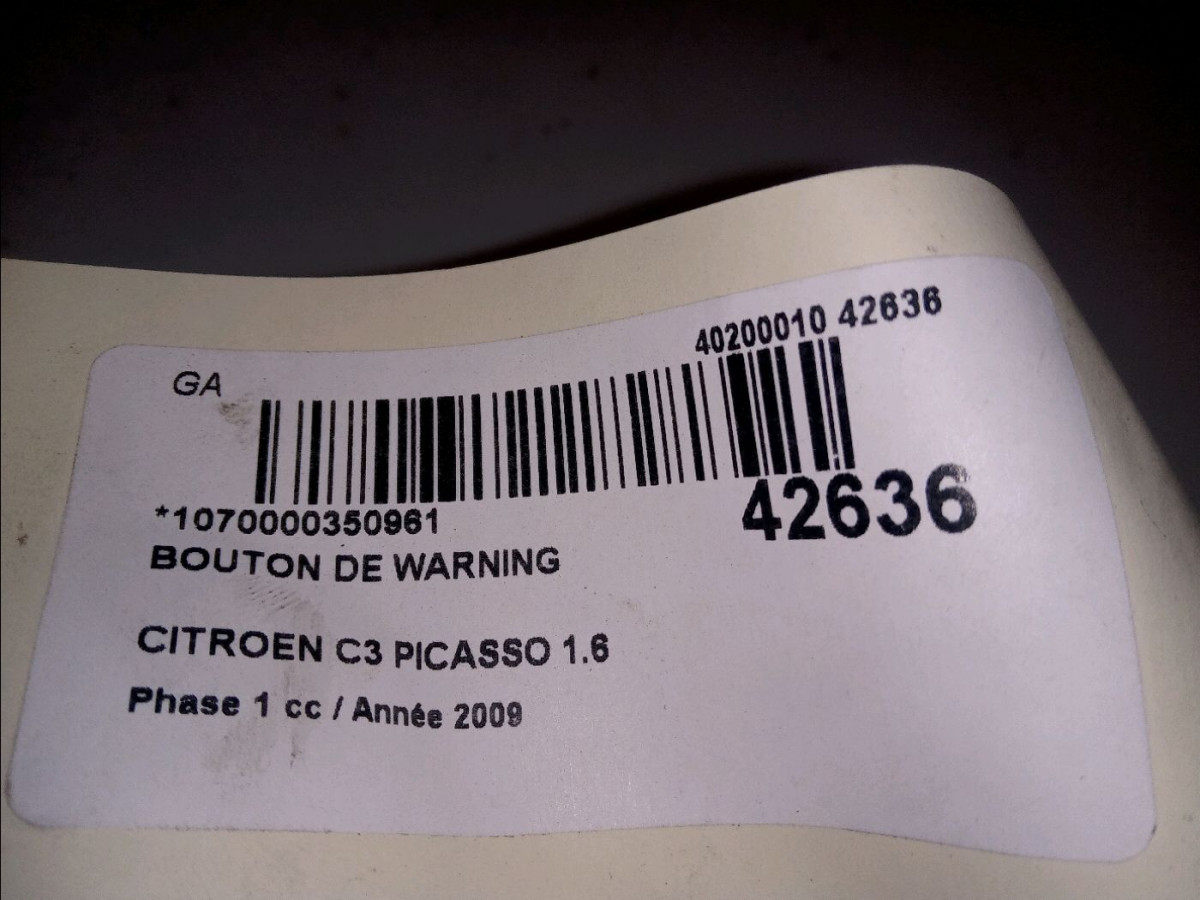 40200010 42636
GA
*1070000350961
42636
BOUTON DE WARNING
CITROEN C3 PICASSO 1.6
Phase 1 cc / Année 2009